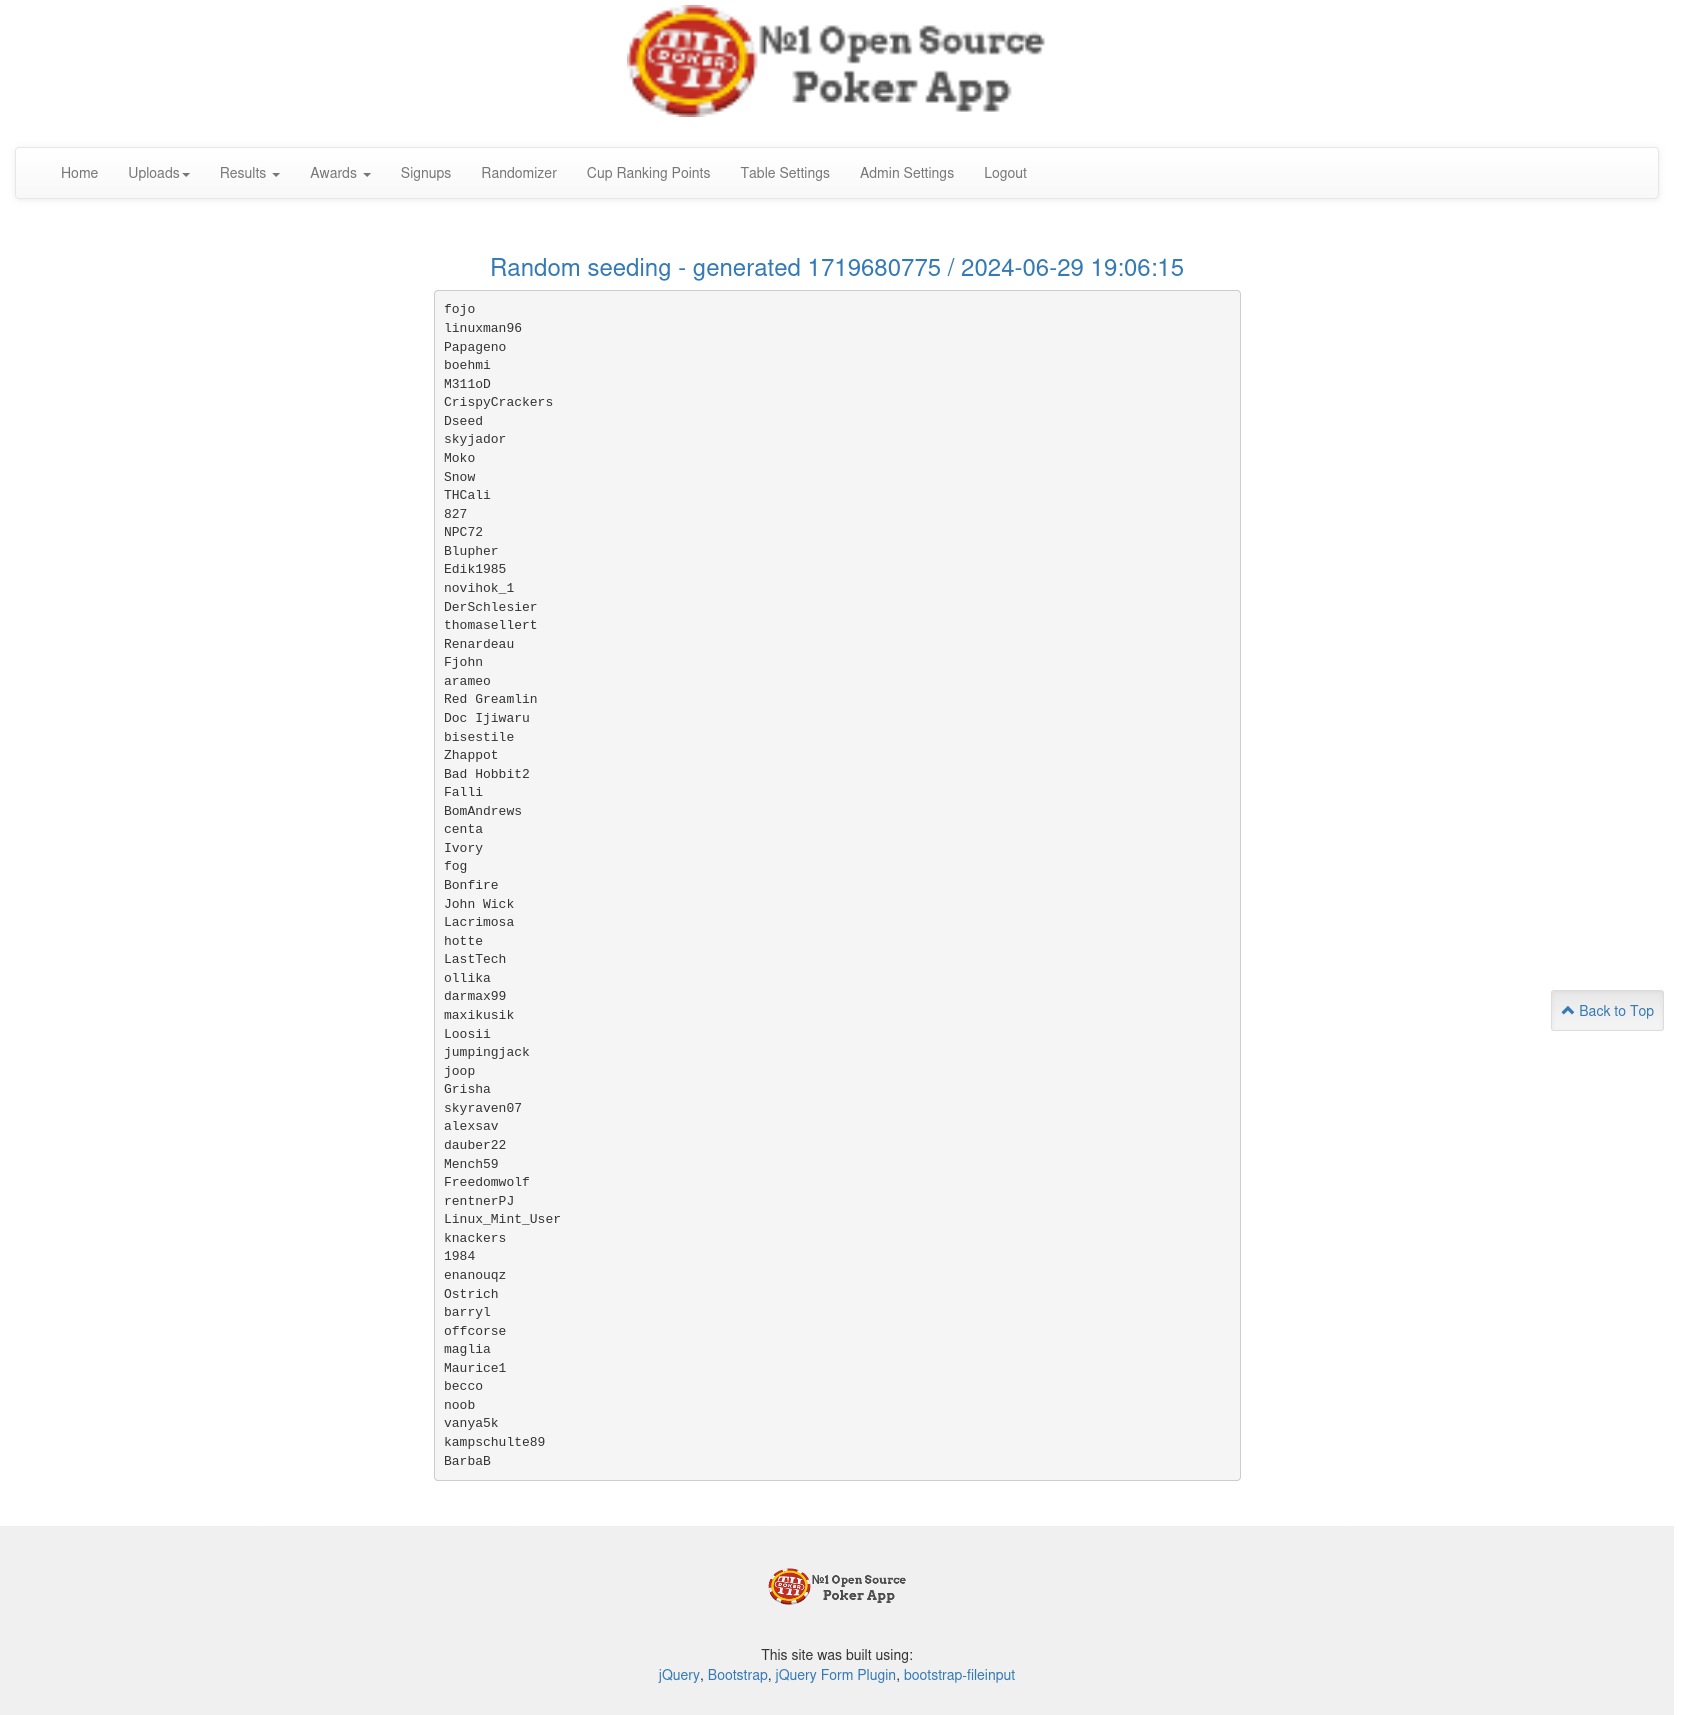 TH
POKER
TH
№1 Open Source
Poker App
Home Uploads Results Awards Signups Randomizer Cup Ranking Points Table Settings Admin Settings Logout
Random seeding - generated 1719680775 / 2024-06-29 19:06:15
fojo
linuxman96
Papageno
boehmi
M311oD
CrispyCrackers
Dseed
skyjador
Moko
Snow
THCali
827
NPC72
Blupher
Edik1985
novihok_1
DerSchlesier
thomasellert
Renardeau
Fjohn
arameo
Red Greamlin
Doc Ijiwaru
bisestile
Zhappot
Bad Hobbit2
Falli
BomAndrews
centa
Ivory
fog
Bonfire
John Wick
Lacrimosa
hotte
LastTech
ollika
darmax99
maxikusik
Loosii
jumpingjack
joop
Grisha
skyraven07
alexsav
dauber22
Mench59
Freedomwolf
rentnerPJ
Linux_Mint_User
knackers
1984
enanouqz
Ostrich
barryl
offcorse
maglia
Maurice1
becco
noob
vanya5k
kampschulte89
BarbaB
Back to Top
POKER
№1 Open Source
Poker App
This site was built using:
jQuery, Bootstrap, jQuery Form Plugin, bootstrap-fileinput